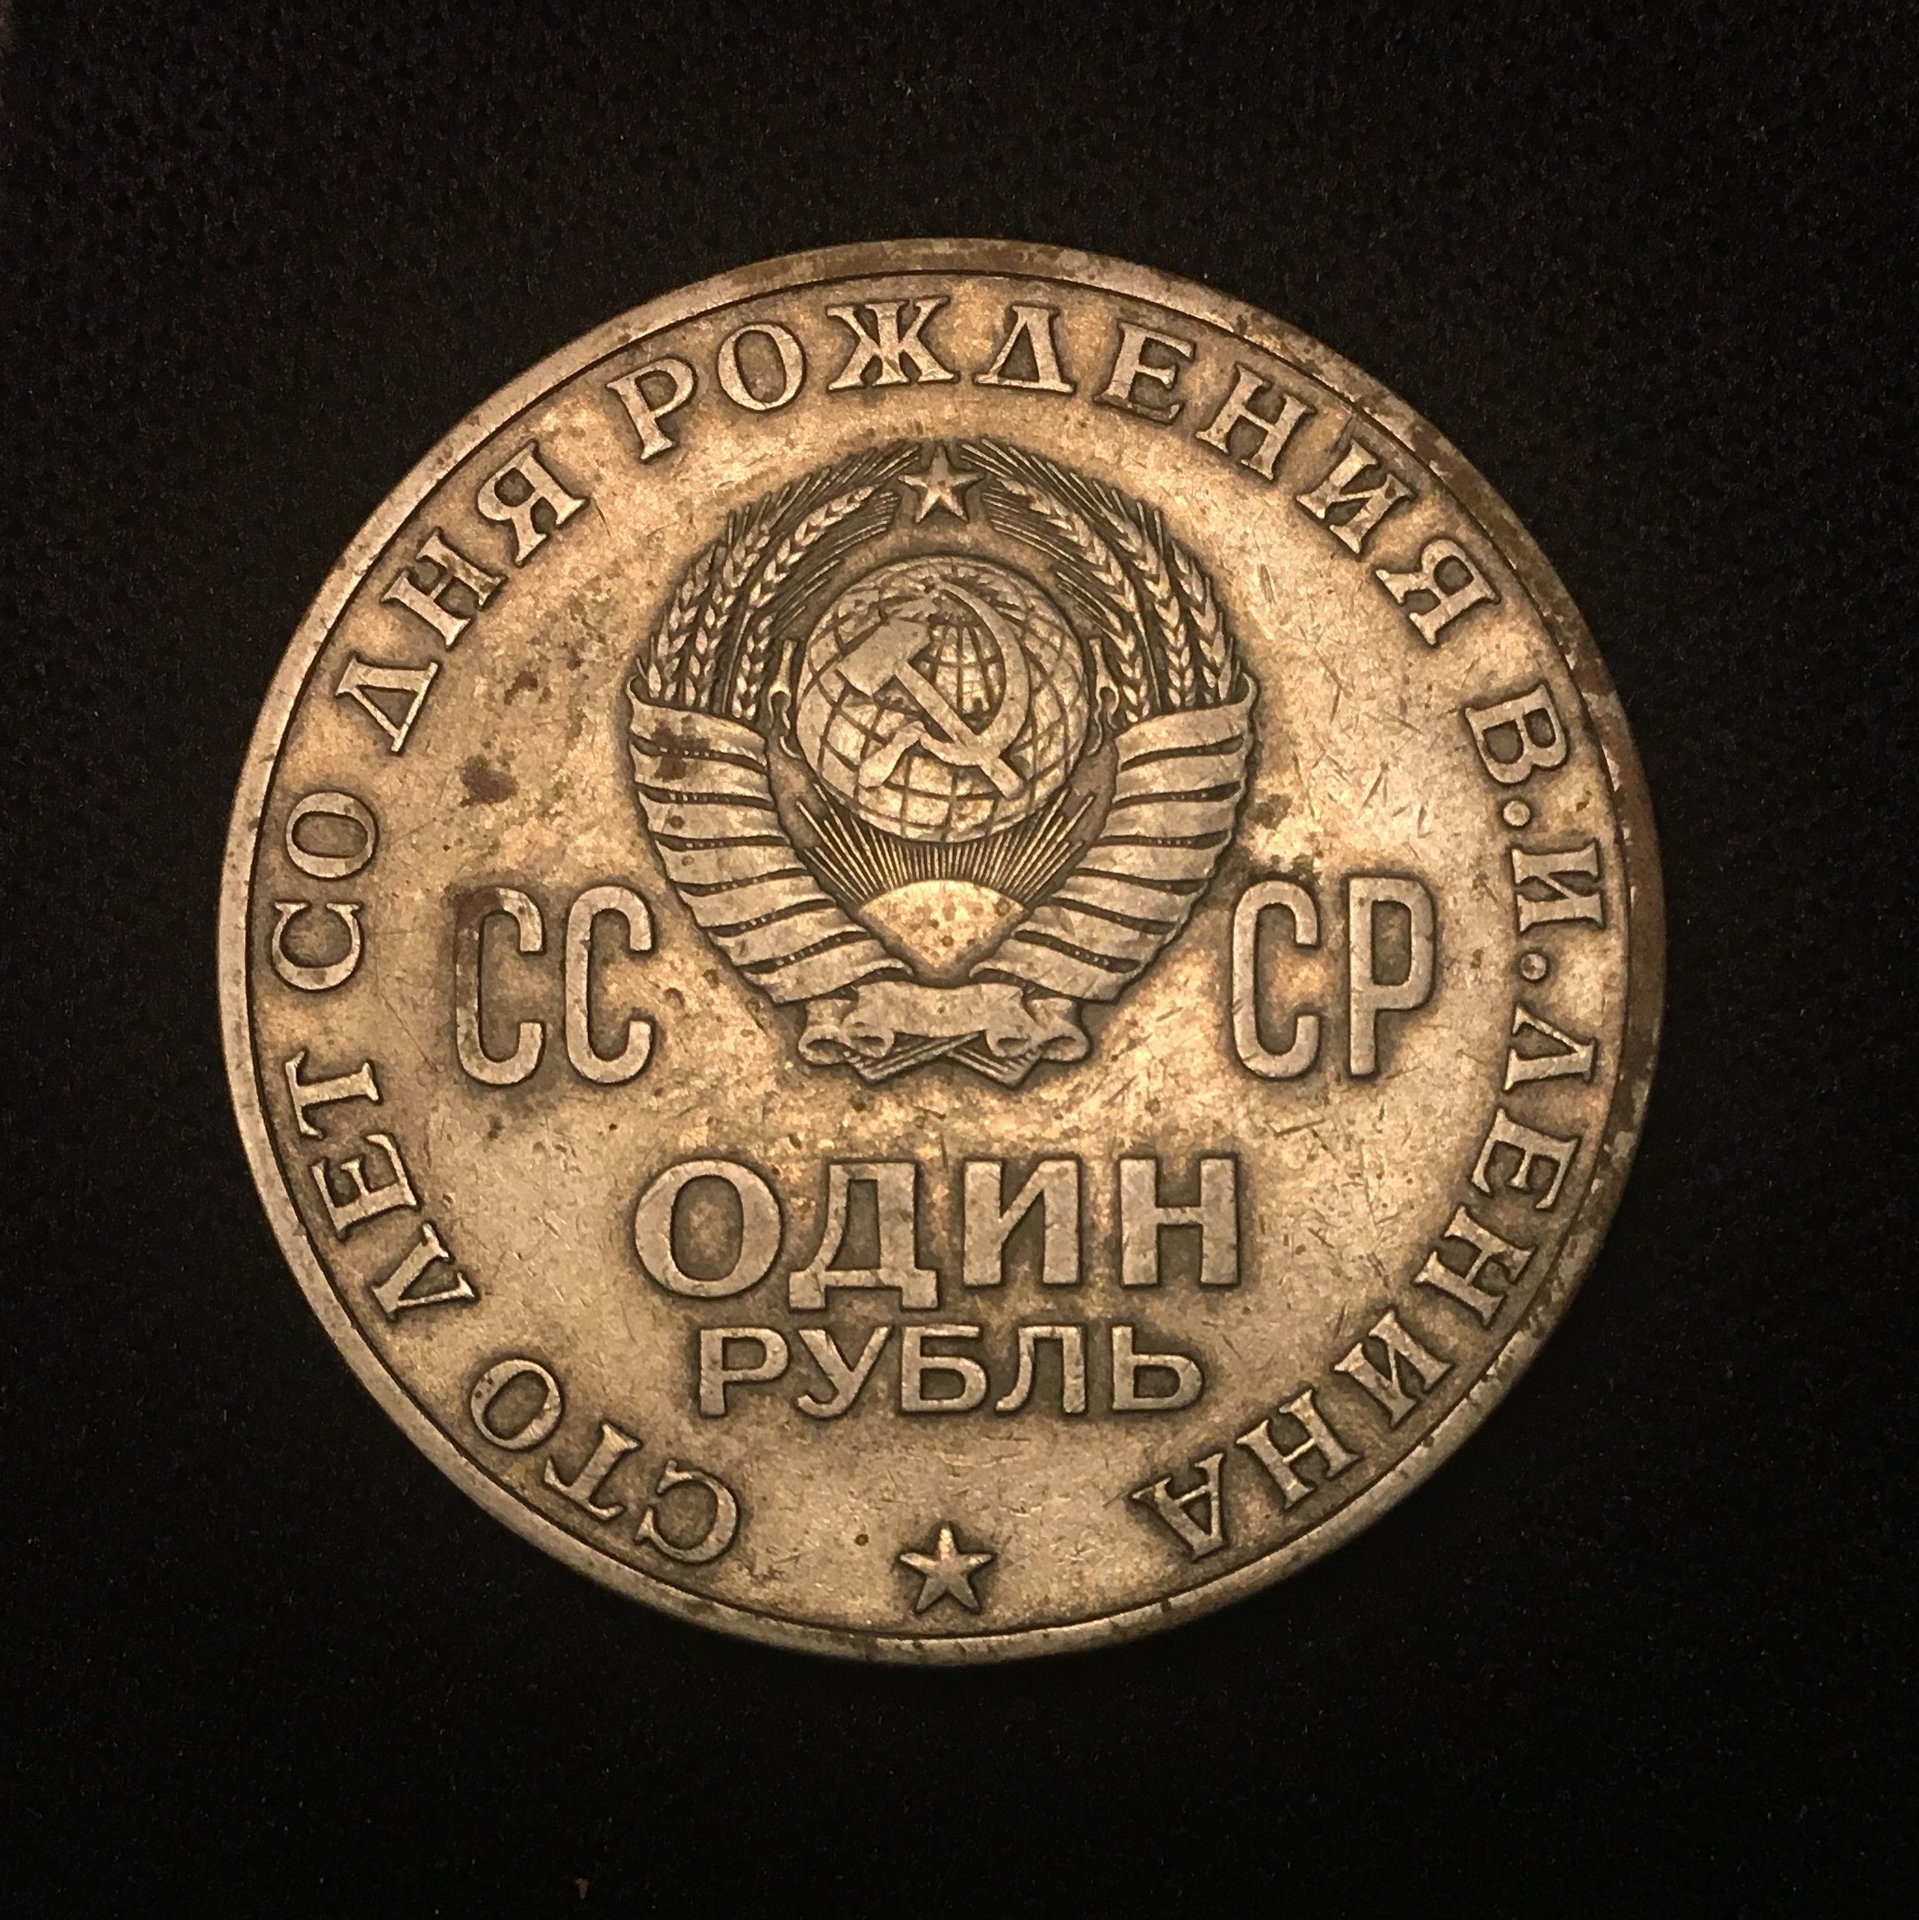 СТО ЛЕТ СО ДНЯ РОЖДЕНИЯ В.И.ЛЕНИНА
СС СР
ОДИН
РУБЛЬ